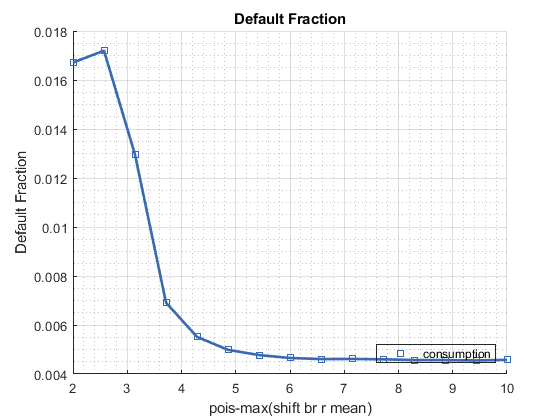 Default Fraction
0.018
0.016
0.014
0.012
0.01
0.008
0.006
0.004
Default Fraction
consumption
2 3 4 5 6 7 8 9 10
pois-max(shift br r mean)